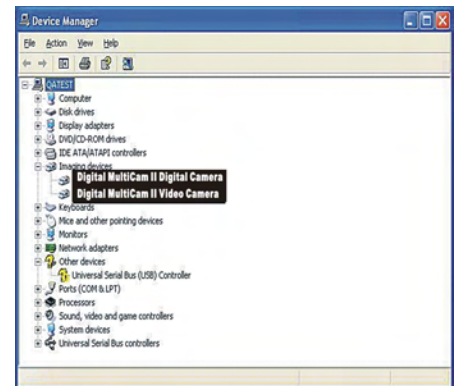 Device Manager
File Action View Help
QATEST
Computer
Disk drives
Display adapters
DVD/CD-ROM drives
IDE ATA/ATAPI controllers
Imaging devices
Digital MultiCam II Digital Camera
Digital MultiCam II Video Camera
Keyboards
Mice and other pointing devices
Monitors
Network adapters
Other devices
Universal Serial Bus (USB) Controller
Ports (COM & LPT)
Processors
Sound, video and game controllers
System devices
Universal Serial Bus controllers